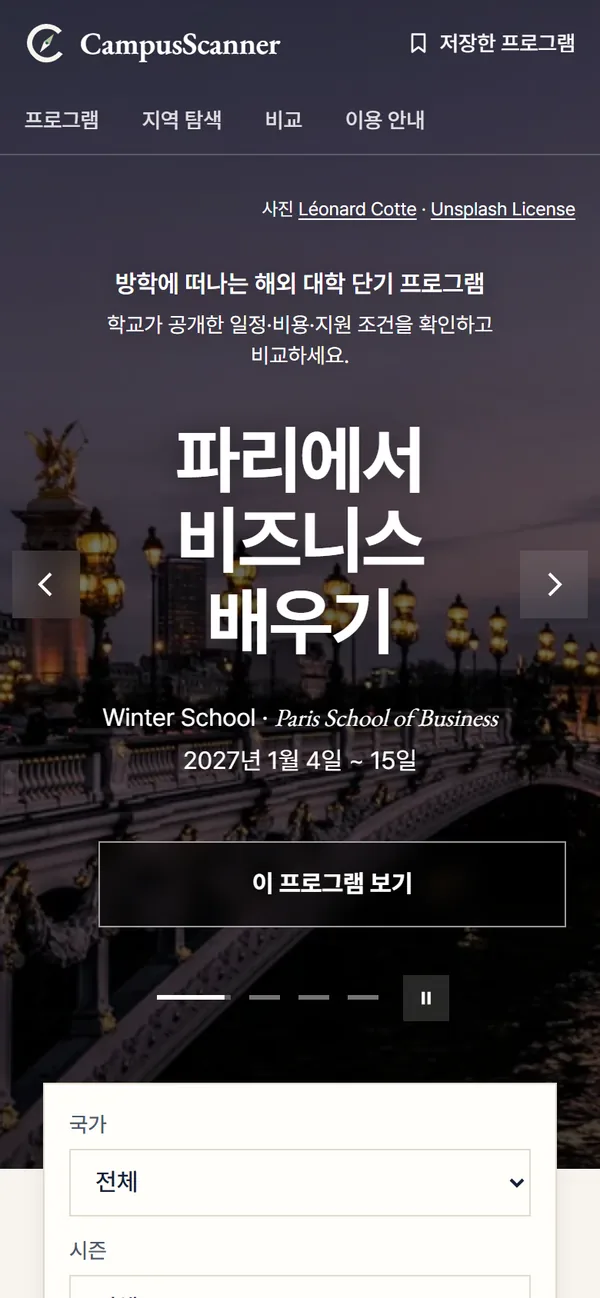 CampusScanner
저장한 프로그램
프로그램 지역 탐색 비교 이용 안내
사진 Léonard Cotte · Unsplash License
방학에 떠나는 해외 대학 단기 프로그램
학교가 공개한 일정·비용·지원 조건을 확인하고
비교하세요.
파리에서
비즈니스
배우기
Winter School · Paris School of Business
2027년 1월 4일 ~ 15일
이 프로그램 보기
국가
전체
시즌